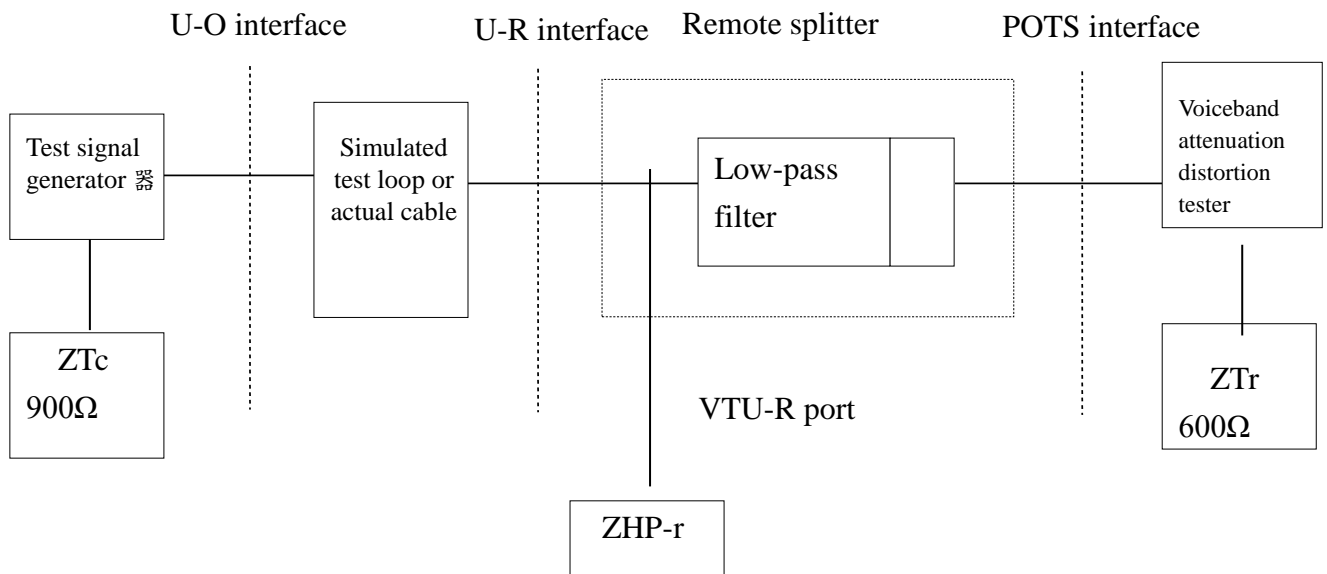 U-O interface
U-R interface
Remote splitter
POTS interface
Test signal
generator 器
Simulated
test loop or
actual cable
Low-pass
filter
Voiceband
attenuation
distortion
tester
ZTc
900Ω
VTU-R port
ZTr
600Ω
ZHP-r